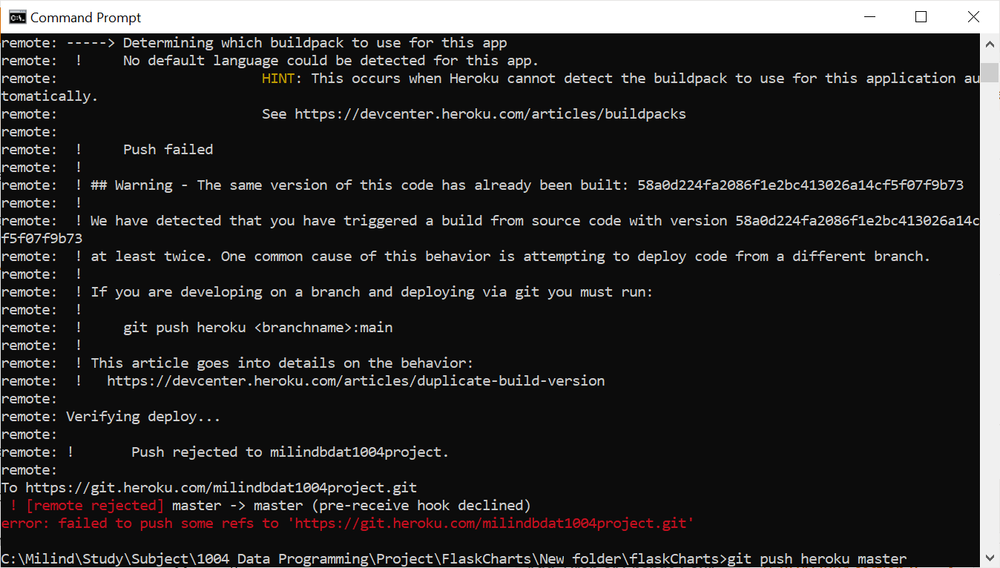 Command Prompt
remote: -----> Determining which buildpack to use for this app
remote:  !     No default language could be detected for this app.
remote:                         HINT: This occurs when Heroku cannot detect the buildpack to use for this application au
tomatically.
remote:                         See https://devcenter.heroku.com/articles/buildpacks
remote:
remote:  !     Push failed
remote:  !
remote:  ! ## Warning - The same version of this code has already been built: 58a0d224fa2086f1e2bc413026a14cf5f07f9b73
remote:  !
remote:  ! We have detected that you have triggered a build from source code with version 58a0d224fa2086f1e2bc413026a14c
f5f07f9b73
remote:  ! at least twice. One common cause of this behavior is attempting to deploy code from a different branch.
remote:  !
remote:  ! If you are developing on a branch and deploying via git you must run:
remote:  !
remote:  !     git push heroku <branchname>:main
remote:  !
remote:  ! This article goes into details on the behavior:
remote:  !   https://devcenter.heroku.com/articles/duplicate-build-version
remote:
remote: Verifying deploy...
remote:
remote: !       Push rejected to milindbdat1004project.
remote:
To https://git.heroku.com/milindbdat1004project.git
 ! [remote rejected] master -> master (pre-receive hook declined)
error: failed to push some refs to 'https://git.heroku.com/milindbdat1004project.git'
C:\Milind\Study\Subject\1004 Data Programming\Project\FlaskCharts\New folder\flaskCharts>git push heroku master